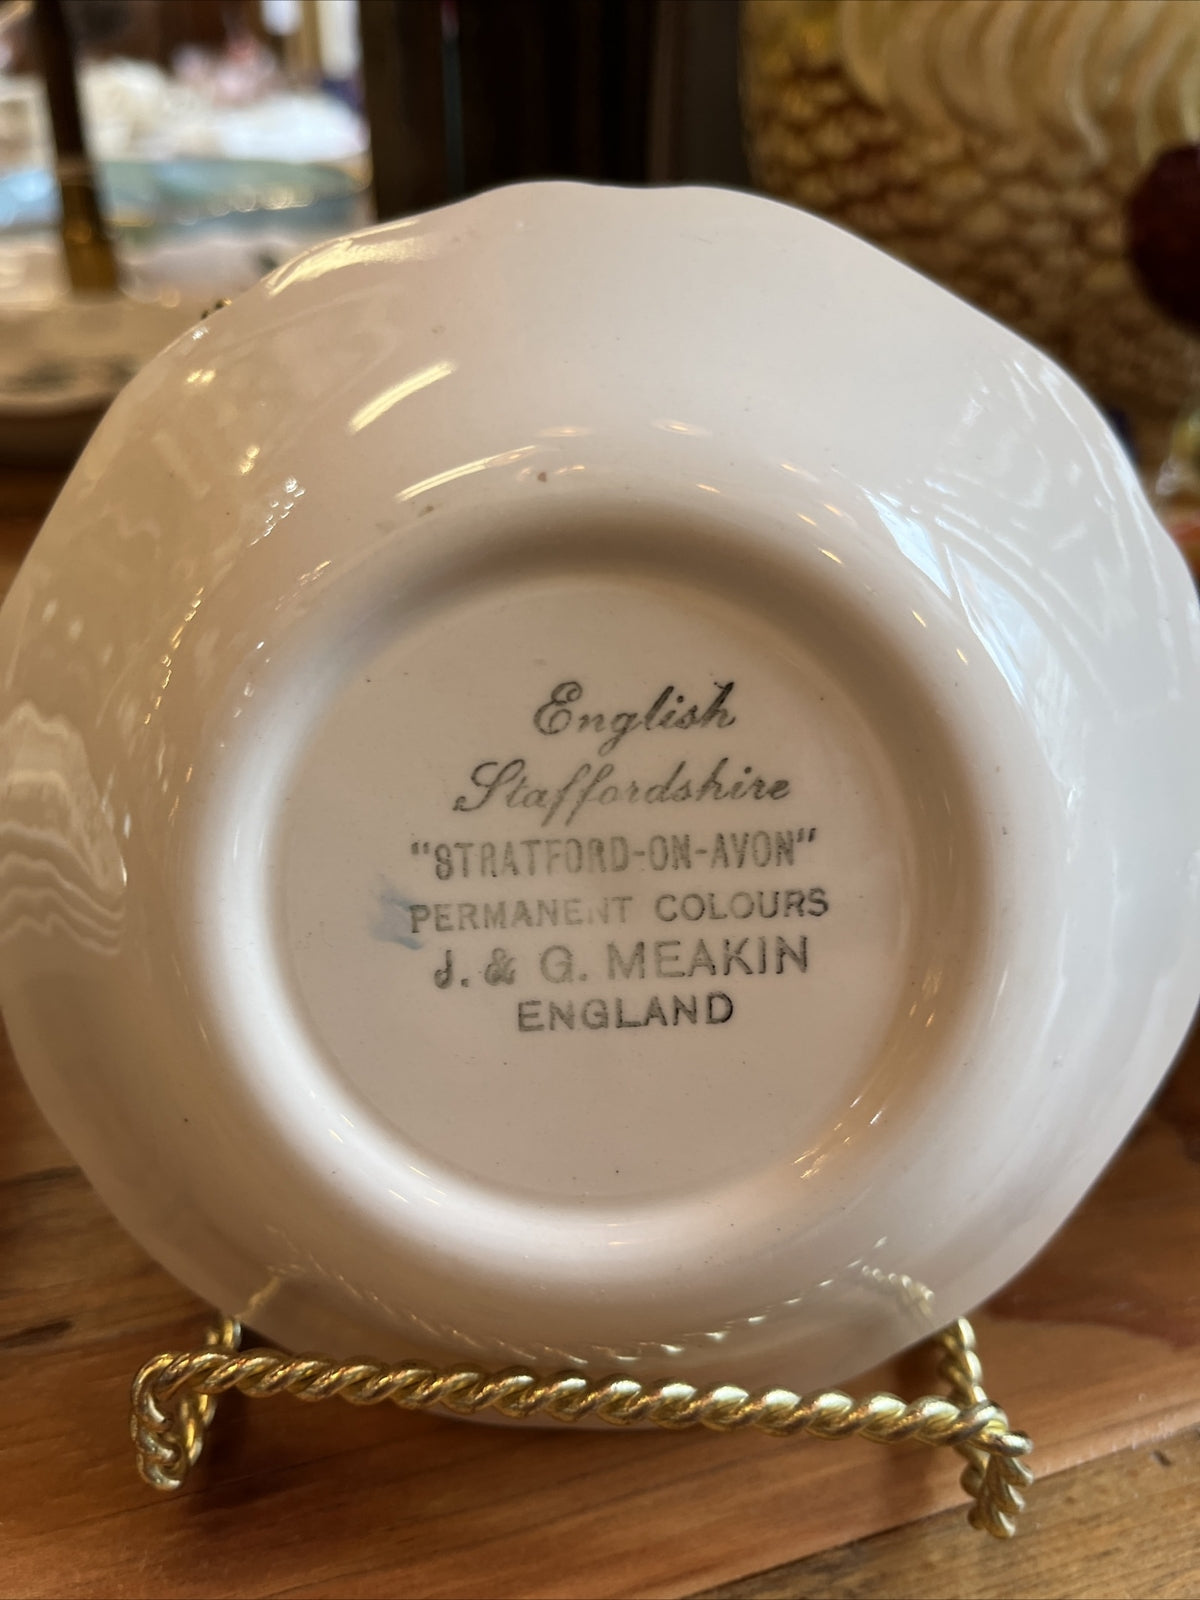 English
Staffordshire
"STRATFORD-ON-AVON"
PERMANENT COLOURS
J. & G. MEAKIN
ENGLAND